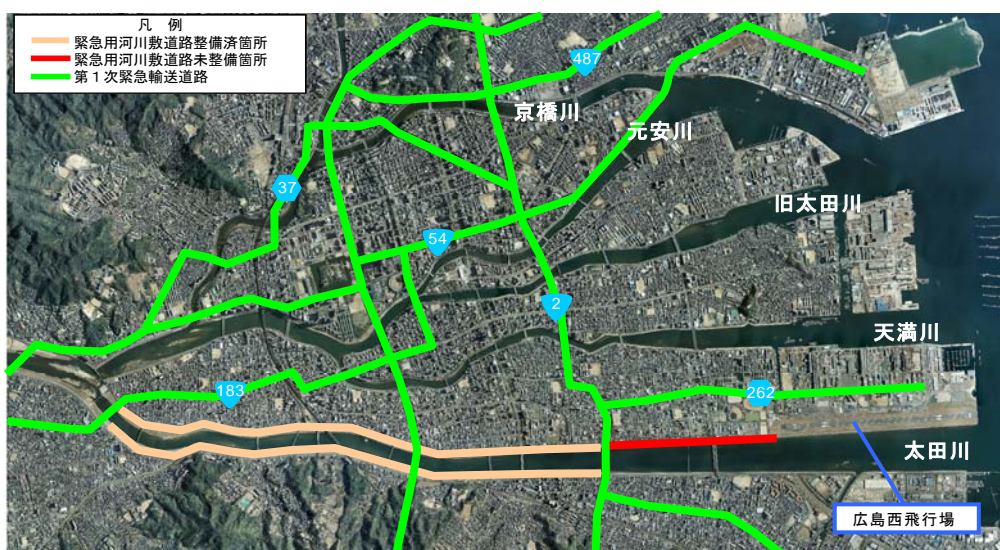 凡 例
緊急用河川敷道路整備済箇所
緊急用河川敷道路未整備箇所
第１次緊急輸送道路
487
京橋川
元安川
37
旧太田川
54
2
天満川
183
262
太田川
広島西飛行場